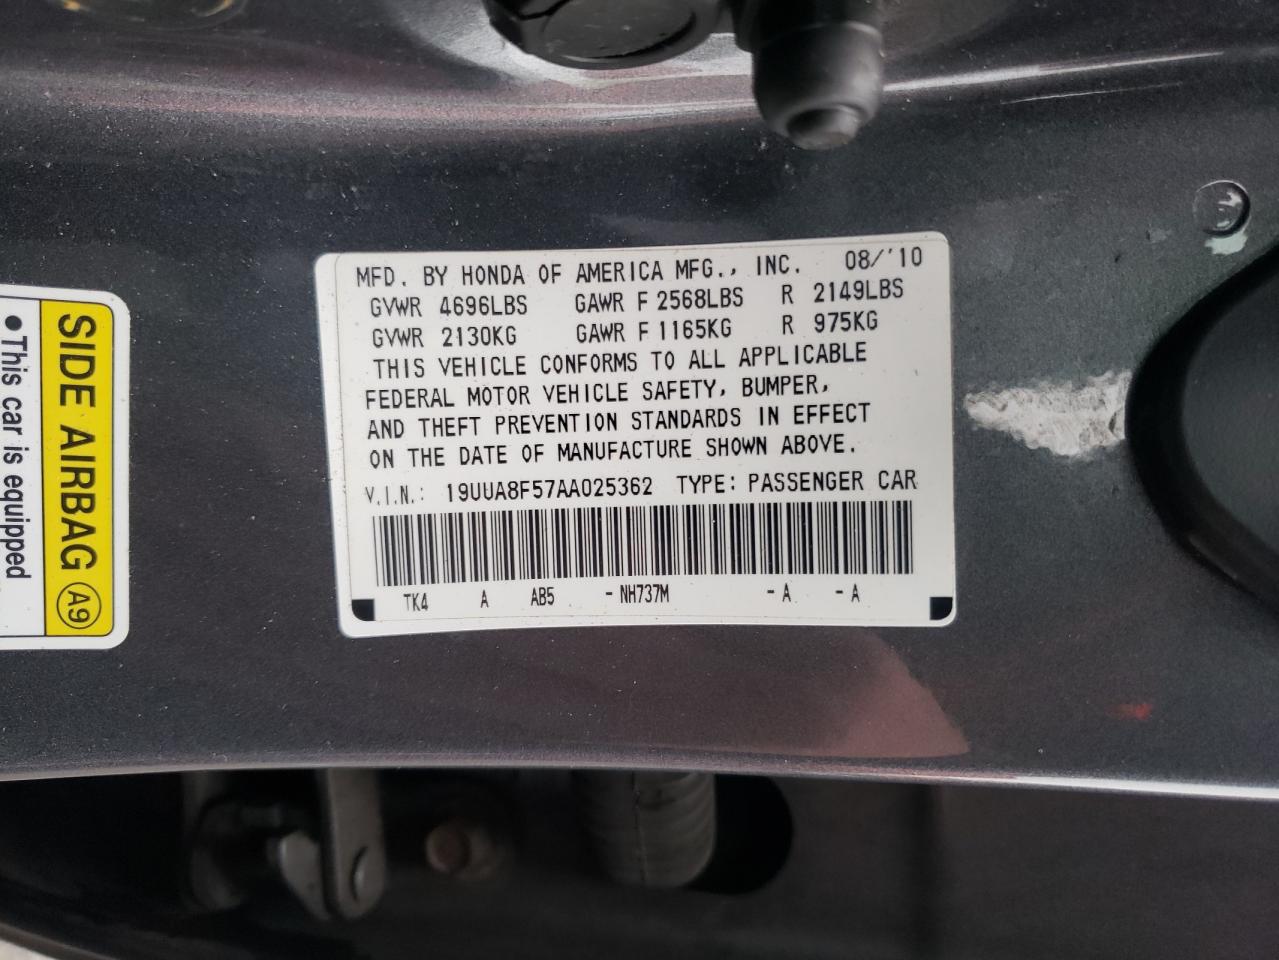 MFD. BY HONDA OF AMERICA MFG., INC. 08/'10
GVWR 4696LBS GAWR F 2568LBS R 2149LBS
GVWR 2130KG GAWR F 1165KG R 975KG
THIS VEHICLE CONFORMS TO ALL APPLICABLE
FEDERAL MOTOR VEHICLE SAFETY, BUMPER,
AND THEFT PREVENTION STANDARDS IN EFFECT
ON THE DATE OF MANUFACTURE SHOWN ABOVE.
V.I.N.: 19UUA8F57AA025362 TYPE: PASSENGER CAR
TK4 A AB5 - NH737M - A - A
SIDE AIRBAG A9
●This car is equipped